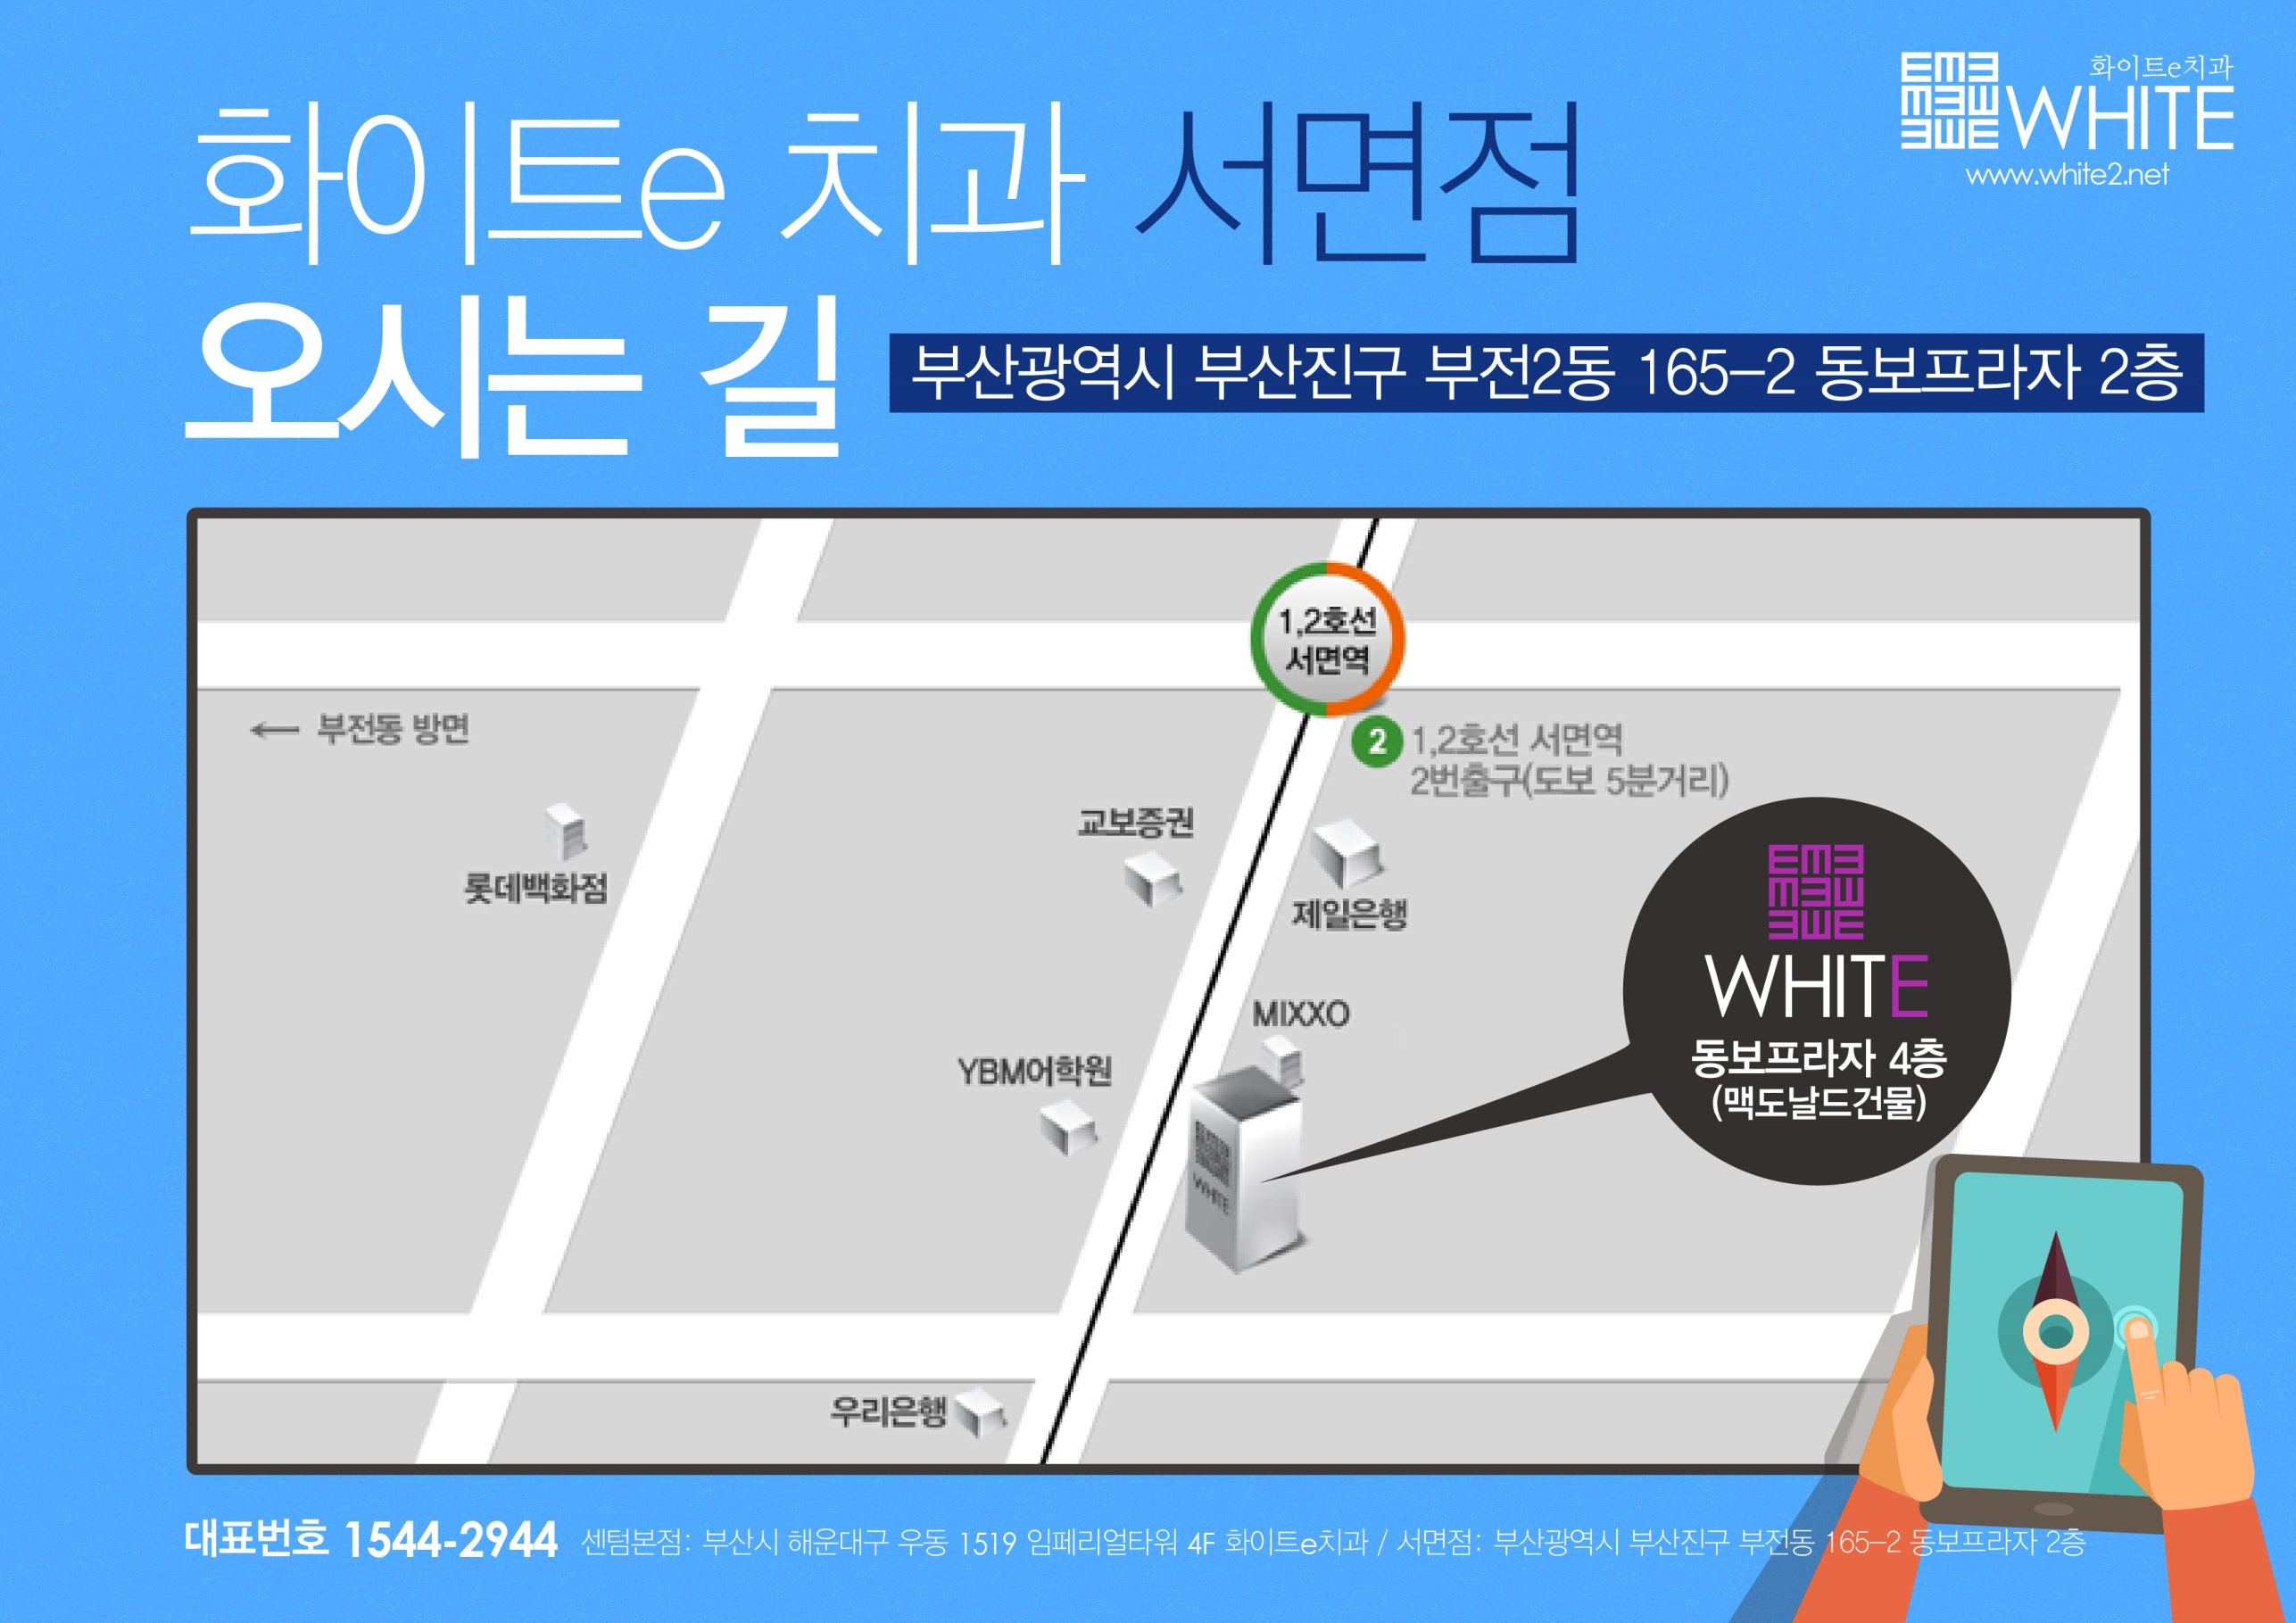 화이트e치과
WHITE
www.white2.net
화이트e 치과 서면점
오시는 길
부산광역시 부산진구 부전2동 165-2 동보프라자 2층
1,2호선
서면역
← 부전동 방면
2 1,2호선 서면역
2번출구(도보 5분거리)
교보증권
롯데백화점
제일은행
WHITE
동보프라자 4층
(맥도날드건물)
MIXXO
YBM어학원
WHITE
우리은행
대표번호 1544-2944 센텀본점: 부산시 해운대구 우동 1519 임페리얼타워 4F 화이트e치과 / 서면점: 부산광역시 부산진구 부전동 165-2 동보프라자 2층